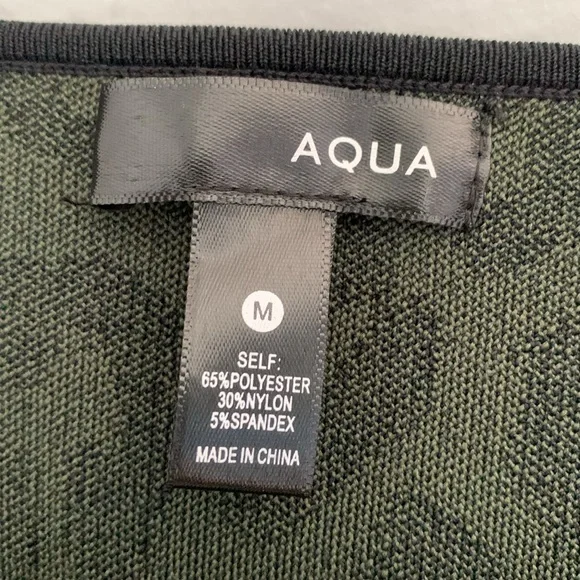 AQUA
M
SELF:
65%POLYESTER
30%NYLON
5%SPANDEX
MADE IN CHINA